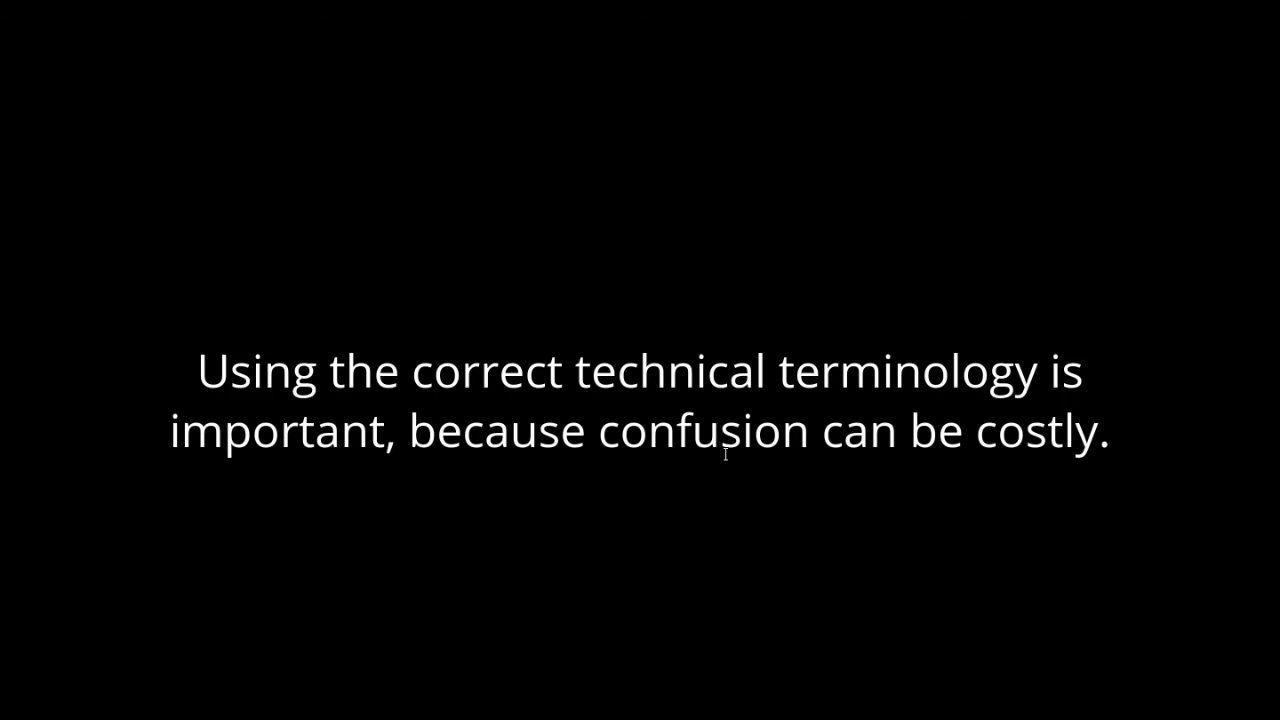 Using the correct technical terminology is
important, because confusion can be costly.